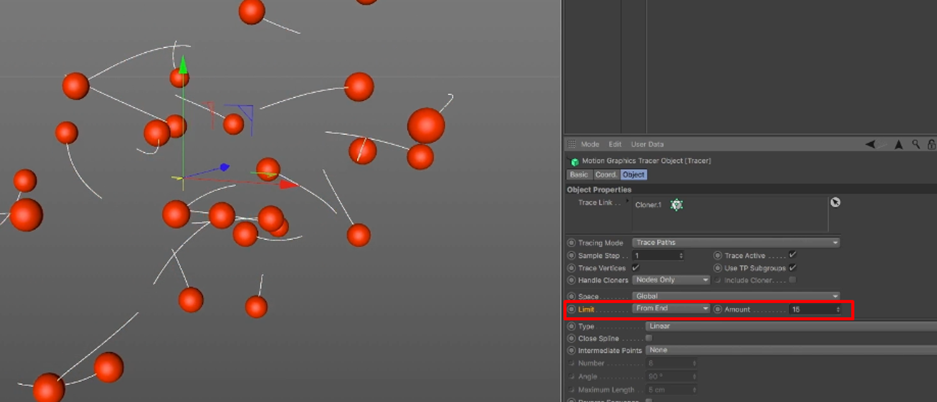 Mode Edit User Data
Motion Graphics Tracer Object [Tracer]
Basic Coord. Object
Object Properties
Trace Link . . Cloner.1
Tracing Mode Trace Paths
Sample Step . . 1 Trace Active . . . . .
Trace Vertices Use TP Subgroups
Handle Cloners Nodes Only Include Cloner. . .
Space . . . . . . Global
Limit . . . . . . . From End Amount . . . . . . . . 15
Type . . . . . . . . . . Linear
Close Spline . . . .
Intermediate Points None
Number . . . . . . . . 8
Angle . . . . . . . . . 90 °
Maximum Length . . 5 cm
Reverse Sequence